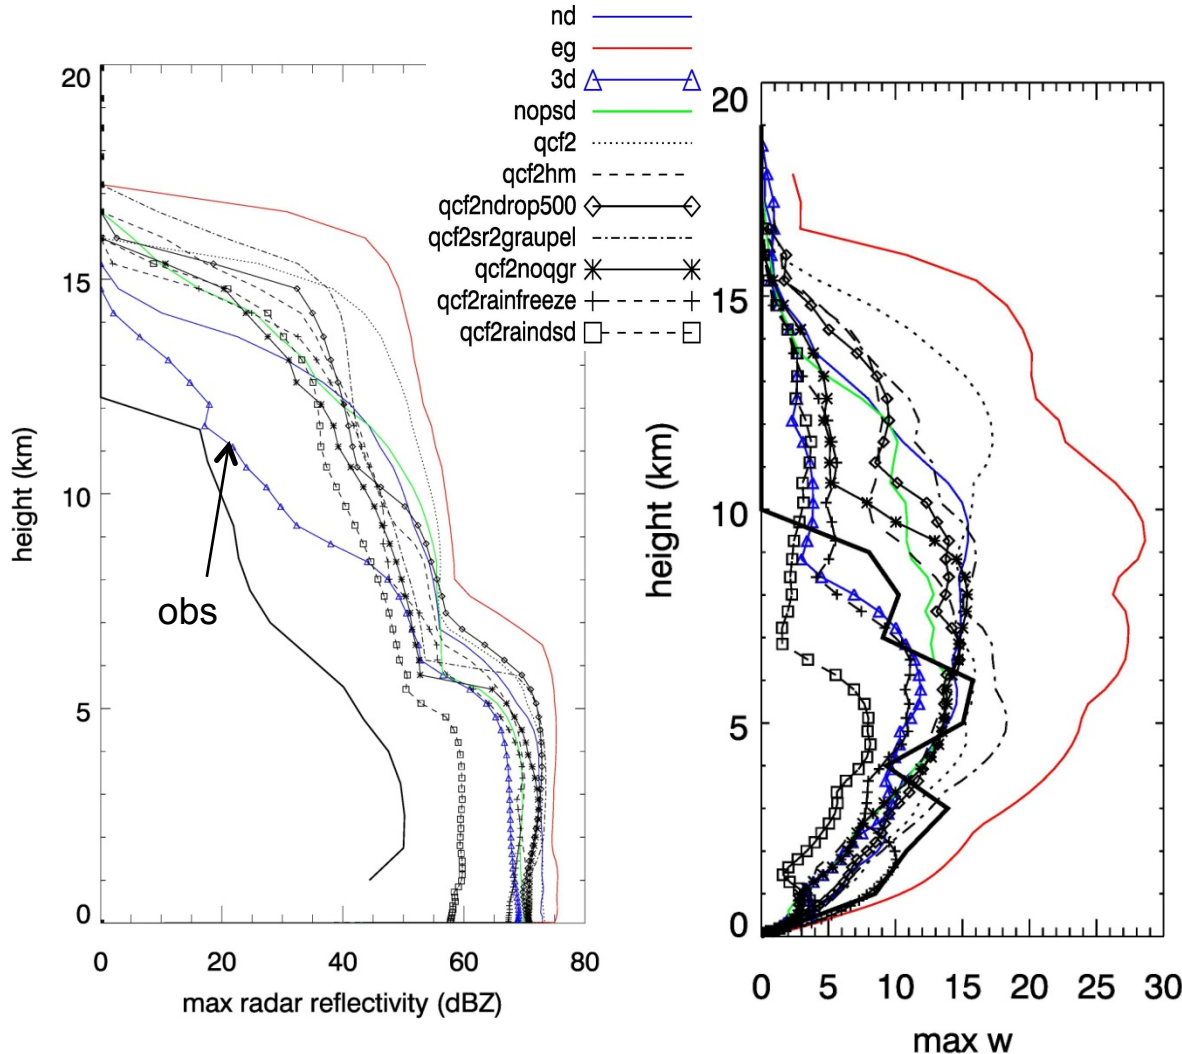 nd
eg
3d
nopsd
qcf2
qcf2hm
qcf2ndrop500
qcf2sr2graupel
qcf2noqgr
qcf2rainfreeze
qcf2raindsd
20
15
10
5
0
height (km)
obs
0 20 40 60 80
max radar reflectivity (dBZ)
20
15
10
5
0
height (km)
0 5 10 15 20 25 30
max w